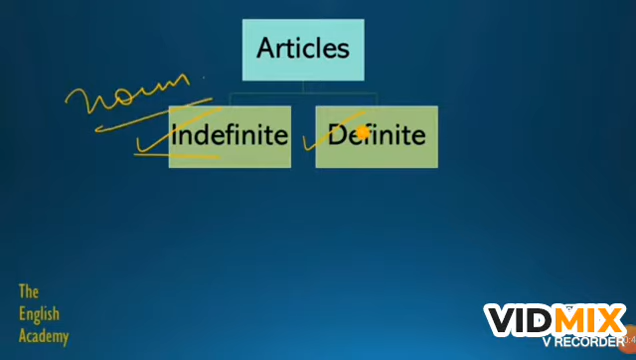 Articles
noun.
Indefinite
Definite
The
English
Academy
VIDMIX
V RECORDER